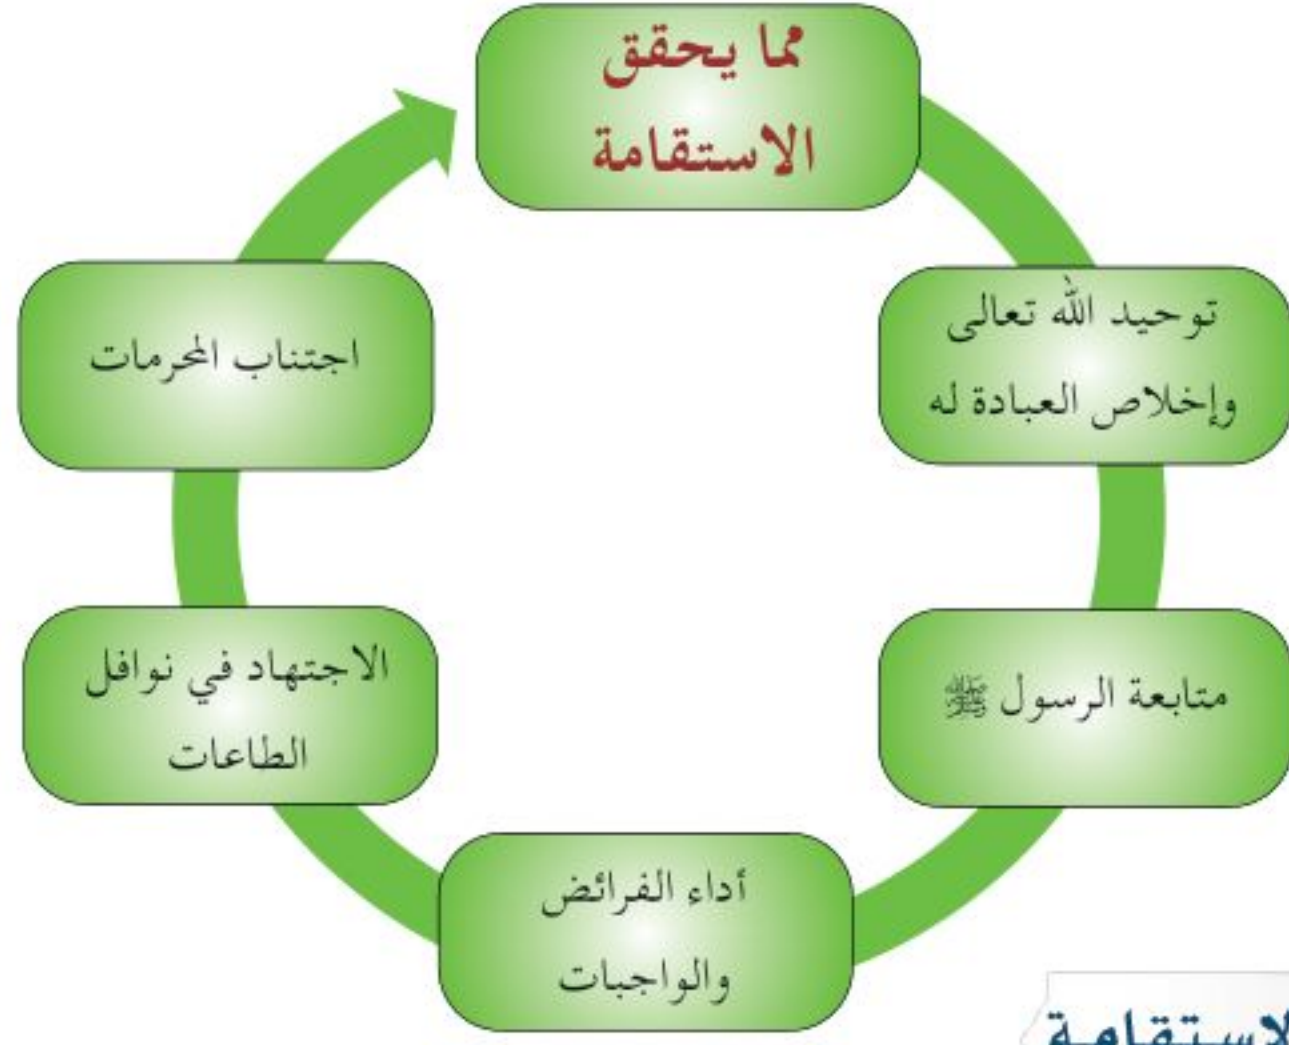 مما يحقق
الاستقامة
توحيد الله تعالى
وإخلاص العبادة له
متابعة الرسول ﷺ
أداء الفرائض
والواجبات
الاجتهاد في نوافل
الطاعات
اجتناب المحرمات
لاستقامة